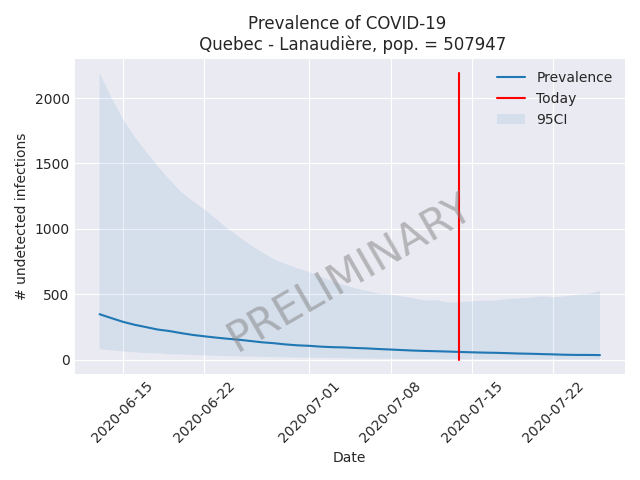 Prevalence of COVID-19
Quebec - Lanaudière, pop. = 507947
# undetected infections
2000
1500
1000
500
0
Prevalence
Today
95CI
PRELIMINARY
2020-06-15
2020-06-22
2020-07-01
2020-07-08
2020-07-15
2020-07-22
Date